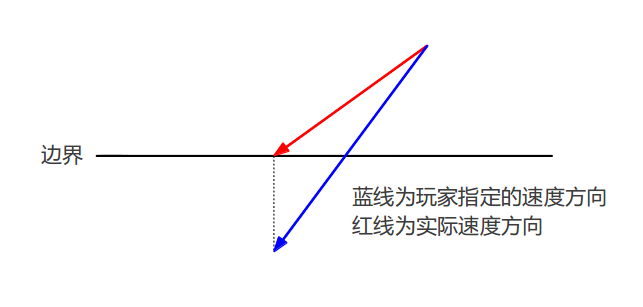 边界
蓝线为玩家指定的速度方向
红线为实际速度方向